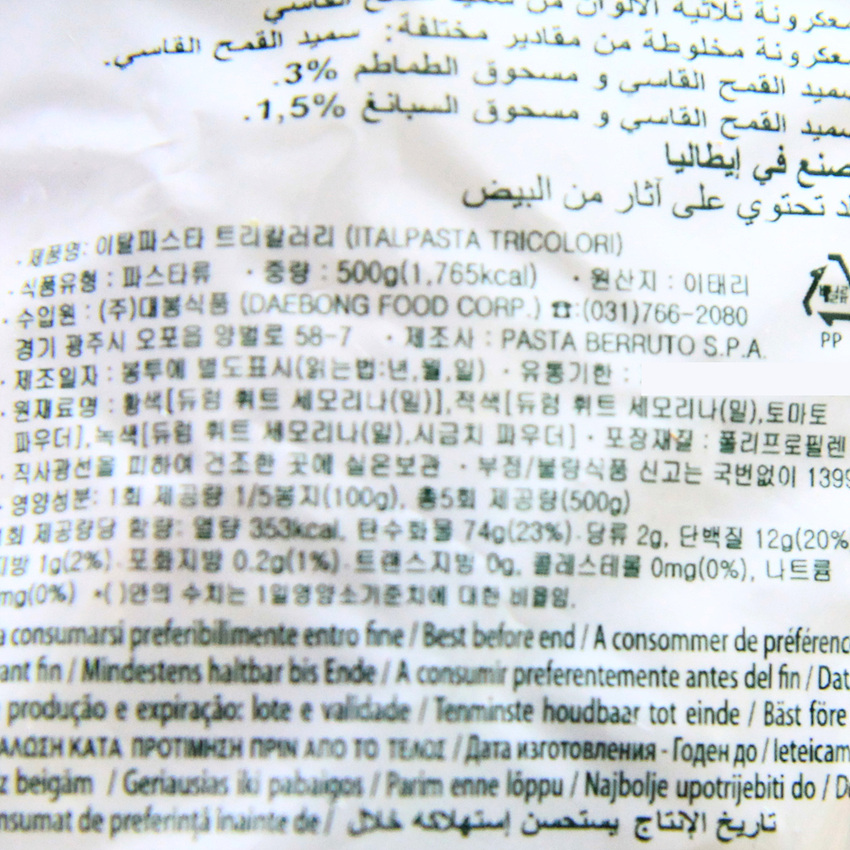 معكرونة ثلاثية الألوان من سميد القمح القاسي
معكرونة مخلوطة من مقادير مختلفة: سميد القمح القاسي.
سميد القمح القاسي و مسحوق الطماطم 3%.
سميد القمح القاسي و مسحوق السبانغ 1,5%.
صنع في إيطاليا
تحتوي على آثار من البيض
· 제품명: 이탈파스타 트리칼러리 (ITALPASTA TRICOLORI)
· 식품유형 : 파스타류 · 중량 : 500g(1,765kcal) · 원산지 : 이태리
· 수입원 : (주)대봉식품 (DAEBONG FOOD CORP.) ☎:(031)766-2080
경기 광주시 오포읍 양벌로 58-7 · 제조사 : PASTA BERRUTO S.P.A.
PP
· 제조일자 : 봉투에 별도표시(읽는법:년,월,일) · 유통기한 :
· 원재료명 : 황색[듀럼 휘트 세모리나(밀)],적색[듀럼 휘트 세모리나(밀),토마토
파우더],녹색[듀럼 휘트 세모리나(밀),시금치 파우더] · 포장재질 : 폴리프로필렌
· 직사광선을 피하여 건조한 곳에 실온보관 · 부정/불량식품 신고는 국번없이 1399
· 영양성분: 1회 제공량 1/5봉지(100g), 총5회 제공량(500g)
1회 제공량당 함량: 열량 353kcal, 탄수화물 74g(23%)·당류 2g, 단백질 12g(20%
지방 1g(2%)·포화지방 0.2g(1%)·트랜스지방 0g, 콜레스테롤 0mg(0%), 나트륨
mg(0%) *( )안의 수치는 1일영양소기준치에 대한 비율임.
a consumarsi preferibilimente entro fine / Best before end / A consommer de préférenc
ant fin / Mindestens haltbar bis Ende / A consumir preferentemente antes del fin / Dat
produção e expiração: lote e validade / Tenminste houdbaar tot einde / Bäst före
ΑΛΩΣΗ ΚΑΤΑ ΠΡΟΤΙΜΗΣΗ ΠΡΙΝ ΑΠΟ ΤΟ ΤΕΛΟΣ / Дата изготовления - Годен до / Ieteicam
z beigām / Geriausias iki pabaigos / Parim enne lõppu / Najbolje upotrijebiti do / D
nsumat de preferință înainte de / تاريخ الإنتاج يستحسن إستهلاكه خلال